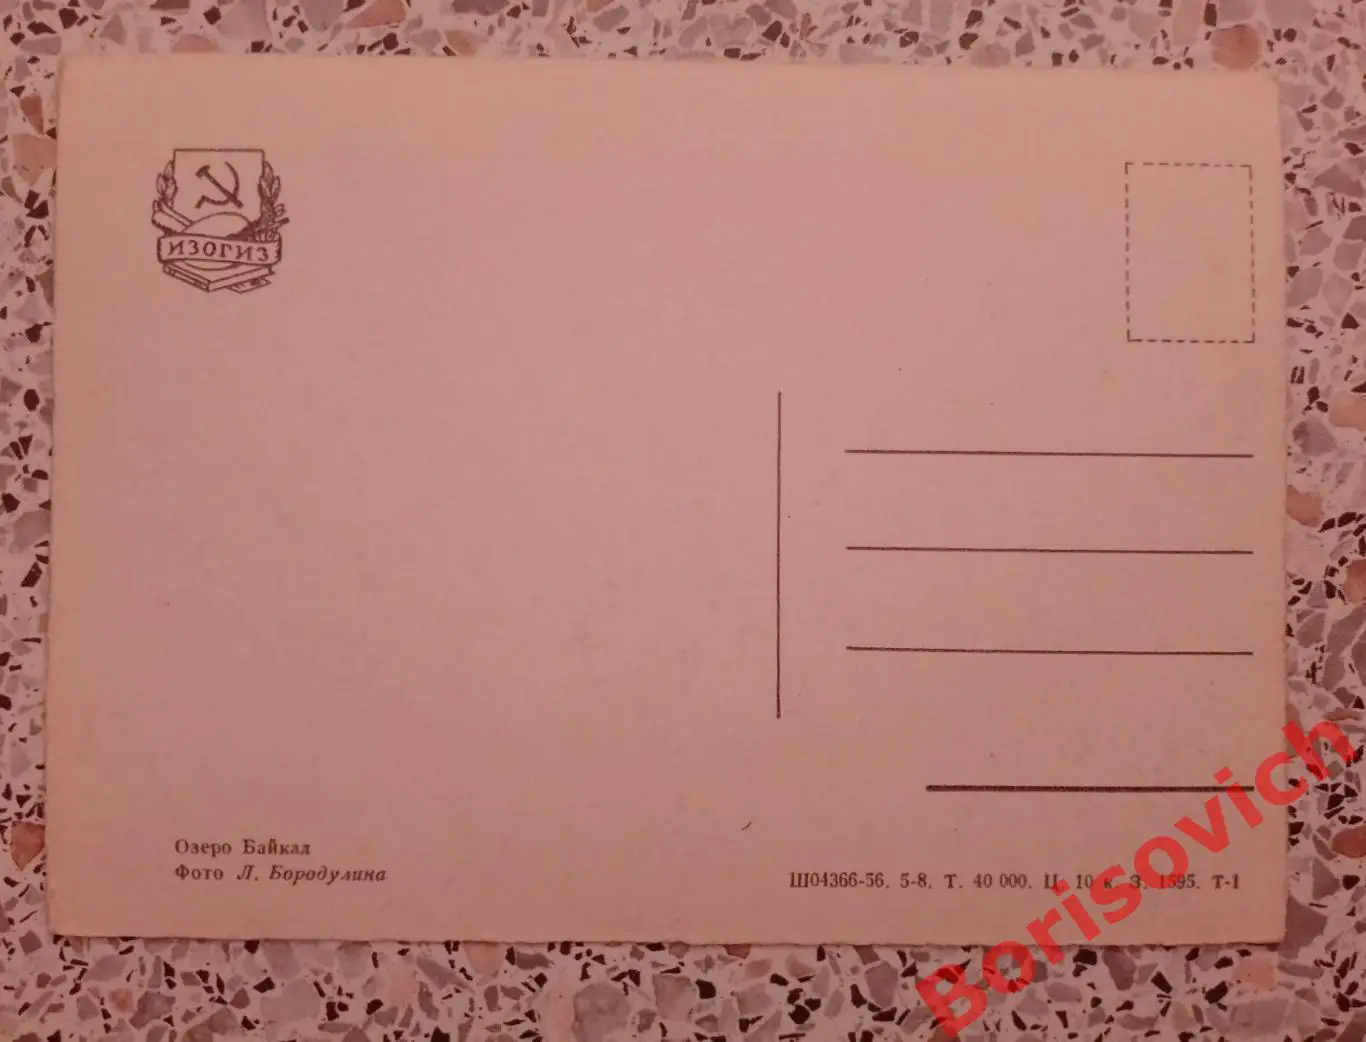 ИЗОГИЗ
Озеро Байкал
Фото Л. Бородулина
Ш04366-56. 5-8. Т. 40 000. Ц. 10 к. З. 1595. Т-1
Borisovich